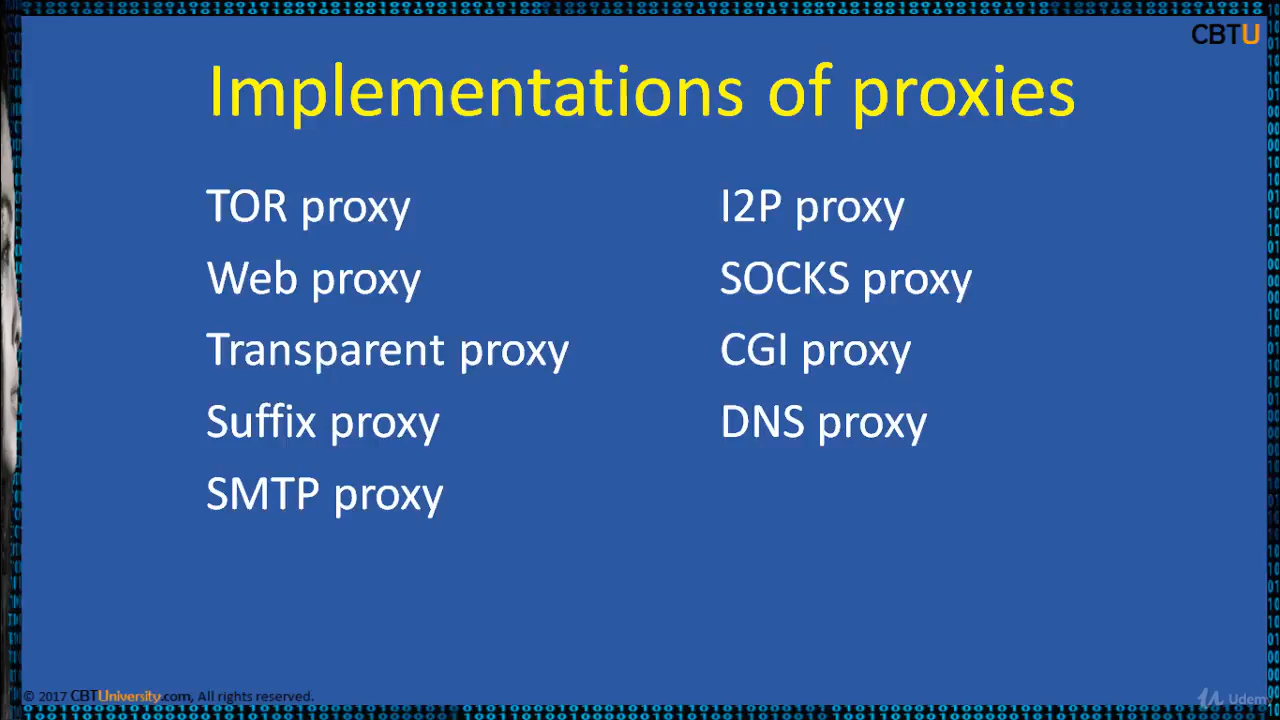 CBTU
Implementations of proxies
TOR proxy
Web proxy
Transparent proxy
Suffix proxy
SMTP proxy
I2P proxy
SOCKS proxy
CGI proxy
DNS proxy
© 2017 CBTUniversity.com, All rights reserved.
Udemy